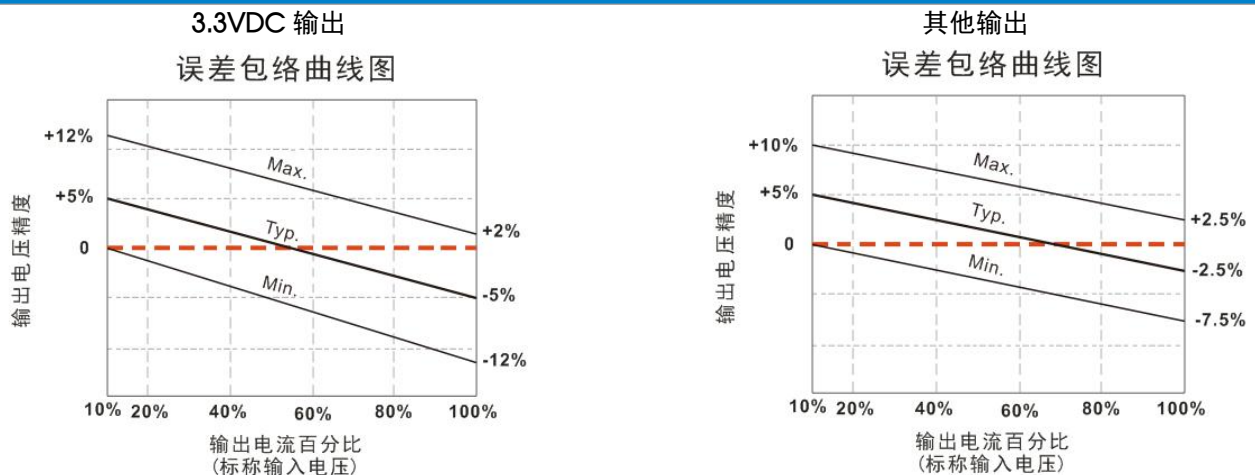 3.3VDC 输出
误差包络曲线图
+12%
+5%
0
Max.
Typ.
Min.
+2%
-5%
-12%
输出电压精度
10% 20% 40% 60% 80% 100%
输出电流百分比
(标称输入电压)
其他输出
误差包络曲线图
+10%
+5%
0
Max.
Typ.
Min.
+2.5%
-2.5%
-7.5%
输出电压精度
10% 20% 40% 60% 80% 100%
输出电流百分比
(标称输入电压)